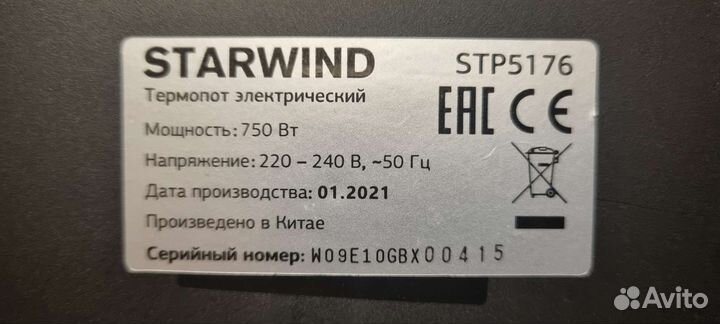 STARWIND STP5176
Термопот электрический
Мощность: 750 Вт
Напряжение: 220 – 240 В, ~50 Гц
Дата производства: 01.2021
Произведено в Китае
Серийный номер: W09E10GBX00415
EAC CE
Avito